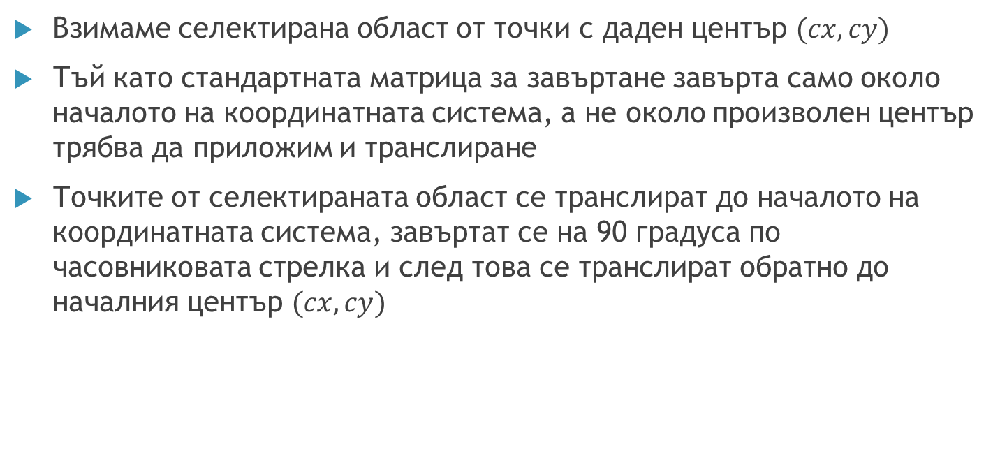 Взимаме селектирана област от точки с даден център (cx, cy)
Тъй като стандартната матрица за завъртане завърта само около
началото на координатната система, а не около произволен център
трябва да приложим и транслиране
Точките от селектираната област се транслират до началото на
координатната система, завъртат се на 90 градуса по
часовниковата стрелка и след това се транслират обратно до
началния център (cx, cy)